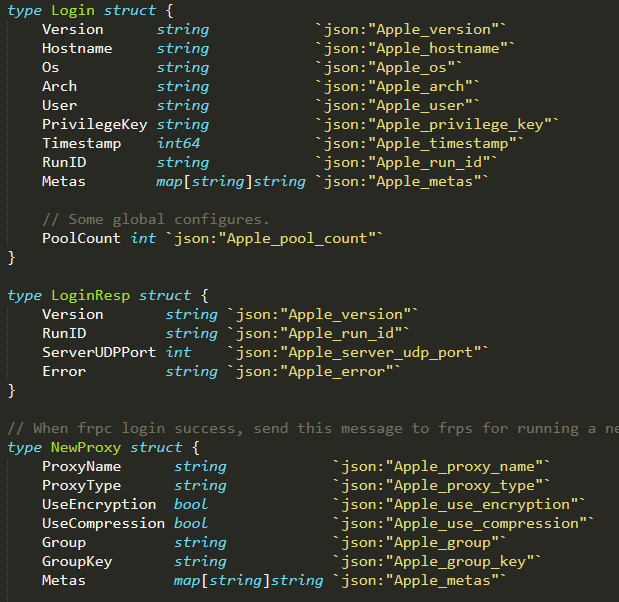 type Login struct {
Version string `json:"Apple_version"`
Hostname string `json:"Apple_hostname"`
Os string `json:"Apple_os"`
Arch string `json:"Apple_arch"`
User string `json:"Apple_user"`
PrivilegeKey string `json:"Apple_privilege_key"`
Timestamp int64 `json:"Apple_timestamp"`
RunID string `json:"Apple_run_id"`
Metas map[string]string `json:"Apple_metas"`
// Some global configures.
PoolCount int `json:"Apple_pool_count"`
}
type LoginResp struct {
Version string `json:"Apple_version"`
RunID string `json:"Apple_run_id"`
ServerUDPPort int `json:"Apple_server_udp_port"`
Error string `json:"Apple_error"`
}
// When frpc login success, send this message to frps for running a ne
type NewProxy struct {
ProxyName string `json:"Apple_proxy_name"`
ProxyType string `json:"Apple_proxy_type"`
UseEncryption bool `json:"Apple_use_encryption"`
UseCompression bool `json:"Apple_use_compression"`
Group string `json:"Apple_group"`
GroupKey string `json:"Apple_group_key"`
Metas map[string]string `json:"Apple_metas"`